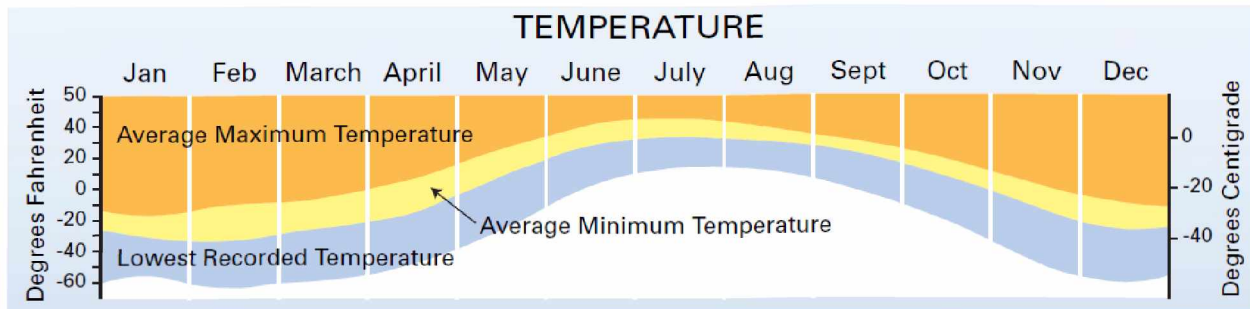 TEMPERATURE
Jan Feb March April May June July Aug Sept Oct Nov Dec
Degrees Fahrenheit
50
40
20
0
-20
-40
-60
Average Maximum Temperature
Average Minimum Temperature
Lowest Recorded Temperature
0
-20
-40
Degrees Centigrade